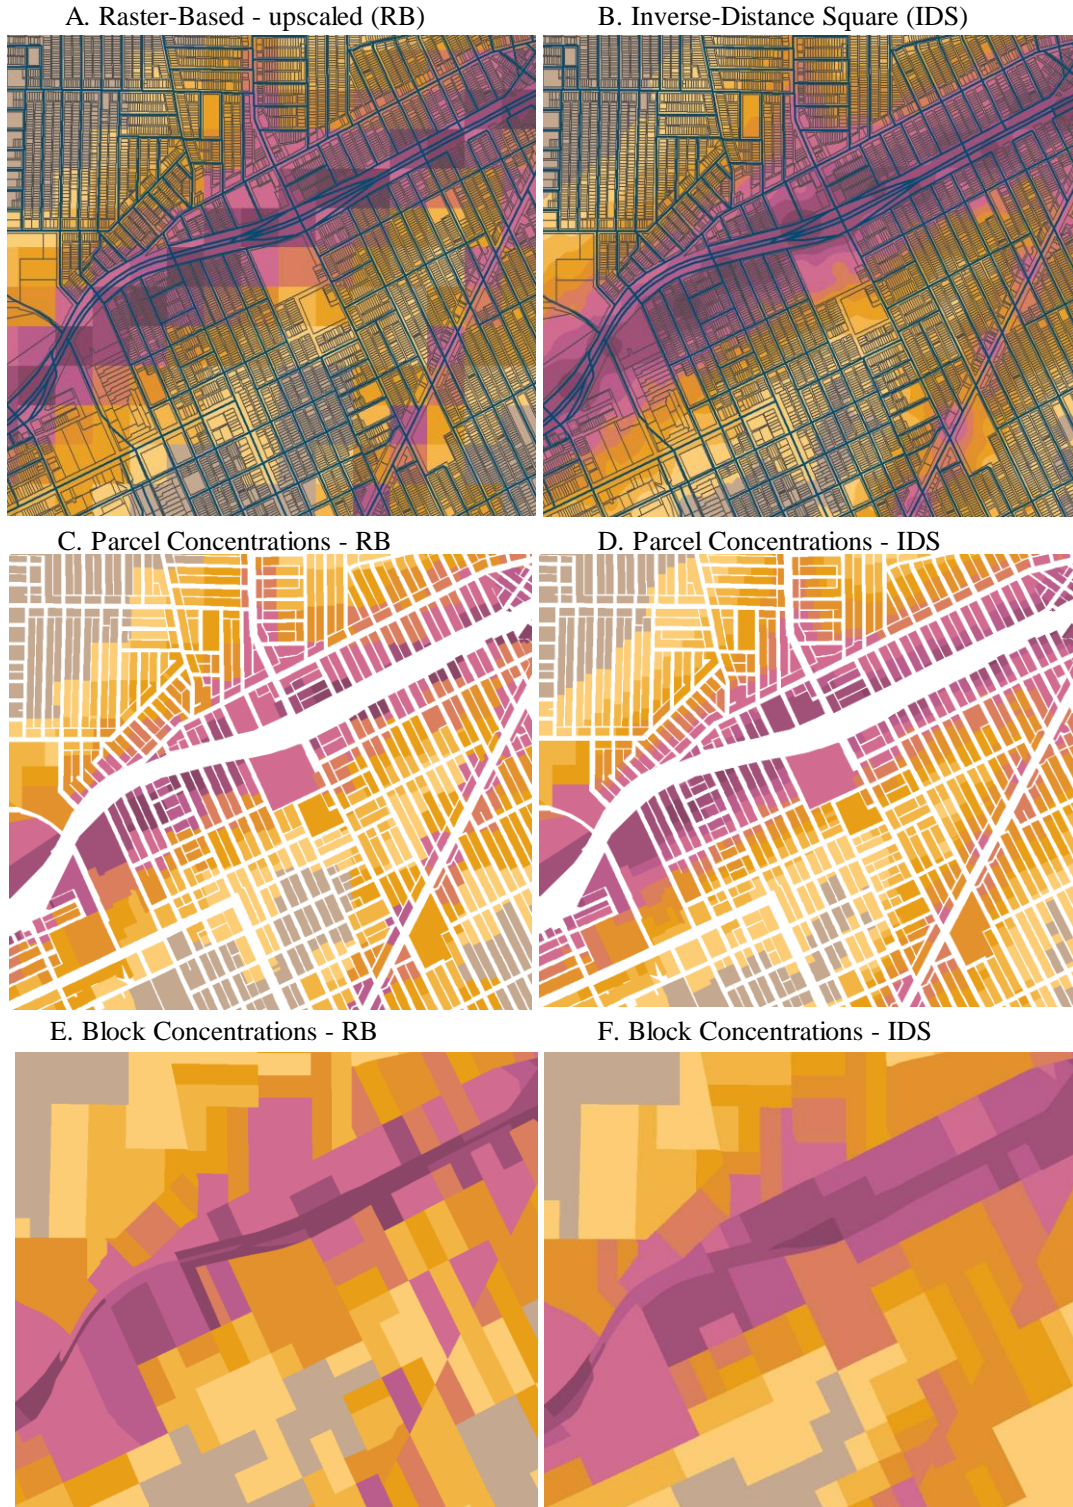 A. Raster-Based - upscaled (RB)
B. Inverse-Distance Square (IDS)
C. Parcel Concentrations - RB
D. Parcel Concentrations - IDS
E. Block Concentrations - RB
F. Block Concentrations - IDS